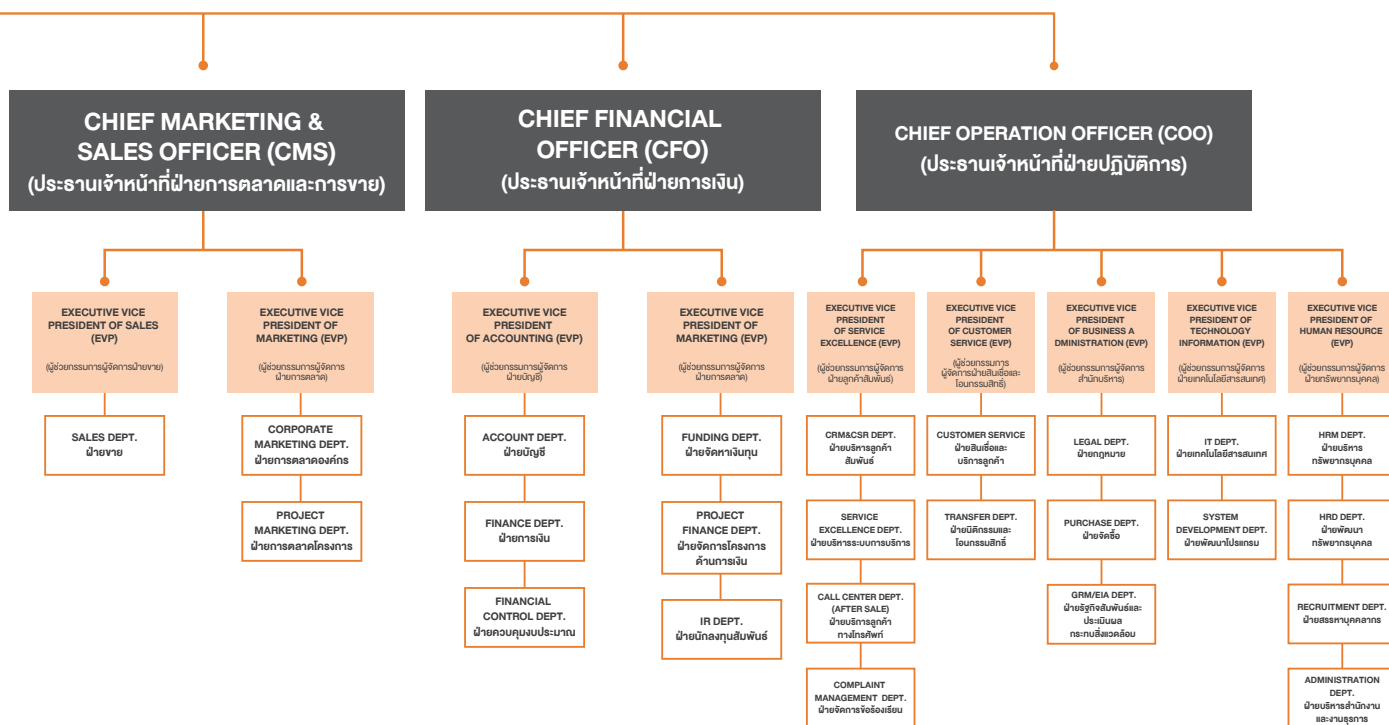 CHIEF MARKETING &
SALES OFFICER (CMS)
(ประธานเจ้าหน้าที่ฝ่ายการตลาดและการขาย)
EXECUTIVE VICE
PRESIDENT OF SALES
(EVP)
(ผู้ช่วยกรรมการผู้จัดการฝ่ายขาย)
SALES DEPT.
ฝ่ายขาย
EXECUTIVE VICE
PRESIDENT OF
MARKETING (EVP)
(ผู้ช่วยกรรมการผู้จัดการ
ฝ่ายการตลาด)
CORPORATE
MARKETING DEPT.
ฝ่ายการตลาดองค์กร
PROJECT
MARKETING DEPT.
ฝ่ายการตลาดโครงการ
CHIEF FINANCIAL
OFFICER (CFO)
(ประธานเจ้าหน้าที่ฝ่ายการเงิน)
EXECUTIVE VICE
PRESIDENT
OF ACCOUNTING (EVP)
(ผู้ช่วยกรรมการผู้จัดการ
ฝ่ายบัญชี)
ACCOUNT DEPT.
ฝ่ายบัญชี
FINANCE DEPT.
ฝ่ายการเงิน
FINANCIAL
CONTROL DEPT.
ฝ่ายควบคุมงบประมาณ
EXECUTIVE VICE
PRESIDENT OF
MARKETING (EVP)
(ผู้ช่วยกรรมการผู้จัดการ
ฝ่ายการตลาด)
FUNDING DEPT.
ฝ่ายจัดหาเงินทุน
PROJECT
FINANCE DEPT.
ฝ่ายจัดการโครงการ
ด้านการเงิน
IR DEPT.
ฝ่ายนักลงทุนสัมพันธ์
CHIEF OPERATION OFFICER (COO)
(ประธานเจ้าหน้าที่ฝ่ายปฏิบัติการ)
EXECUTIVE VICE
PRESIDENT
OF SERVICE
EXCELLENCE (EVP)
(ผู้ช่วยกรรมการผู้จัดการ
ฝ่ายลูกค้าสัมพันธ์)
CRM&CSR DEPT.
ฝ่ายบริหารลูกค้า
สัมพันธ์
SERVICE
EXCELLENCE DEPT.
ฝ่ายบริหารระบบการบริการ
CALL CENTER DEPT.
(AFTER SALE)
ฝ่ายบริการลูกค้า
ทางโทรศัพท์
COMPLAINT
MANAGEMENT DEPT.
ฝ่ายจัดการข้อร้องเรียน
EXECUTIVE VICE
PRESIDENT
OF CUSTOMER
SERVICE (EVP)
(ผู้ช่วยกรรมการ
ผู้จัดการฝ่ายสินเชื่อและ
โอนกรรมสิทธิ์)
CUSTOMER SERVICE
ฝ่ายสินเชื่อและ
บริการลูกค้า
TRANSFER DEPT.
ฝ่ายนิติกรรมและ
โอนกรรมสิทธิ์
EXECUTIVE VICE
PRESIDENT
OF BUSINESS A
DMINISTRATION (EVP)
(ผู้ช่วยกรรมการผู้จัดการ
สำนักบริหาร)
LEGAL DEPT.
ฝ่ายกฎหมาย
PURCHASE DEPT.
ฝ่ายจัดซื้อ
GRM/EIA DEPT.
ฝ่ายรัฐกิจสัมพันธ์และ
ประเมินผล
กระทบสิ่งแวดล้อม
EXECUTIVE VICE
PRESIDENT OF
TECHNOLOGY
INFORMATION (EVP)
(ผู้ช่วยกรรมการผู้จัดการ
ฝ่ายเทคโนโลยีสารสนเทศ)
IT DEPT.
ฝ่ายเทคโนโลยีสารสนเทศ
SYSTEM
DEVELOPMENT DEPT.
ฝ่ายพัฒนาโปรแกรม
EXECUTIVE VICE
PRESIDENT OF
HUMAN RESOURCE
(EVP)
(ผู้ช่วยกรรมการผู้จัดการ
ฝ่ายทรัพยากรบุคคล)
HRM DEPT.
ฝ่ายบริหาร
ทรัพยากรบุคคล
HRD DEPT.
ฝ่ายพัฒนา
ทรัพยากรบุคคล
RECRUITMENT DEPT.
ฝ่ายสรรหาบุคคลากร
ADMINISTRATION
DEPT.
ฝ่ายบริหารสำนักงาน
และงานธุรการ